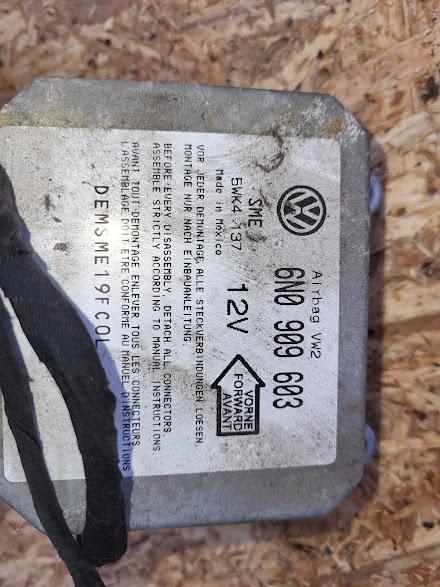 Airbag VW2
6N0 909 603
SME
5WK4 137
12V
Made in Mexico
VORNE
FORWARD
AVANT
VOR JEDER DEMONTAGE ALLE STECKVERBINDUNGEN LOESEN.
MONTAGE NUR NACH EINBAUANLEITUNG.
BEFORE EVERY DISASSEMBLY, DETACH ALL CONNECTORS
ASSEMBLE STRICTLY ACCORDING TO MANUAL INSTRUCTIONS
AVANT TOUT DEMONTAGE ENLEVER TOUS LES CONNECTEURS.
L'ASSEMBLAGE DOIT ETRE CONFORME AU MANUEL D'INSTRUCTIONS
DEMSME19FCOL